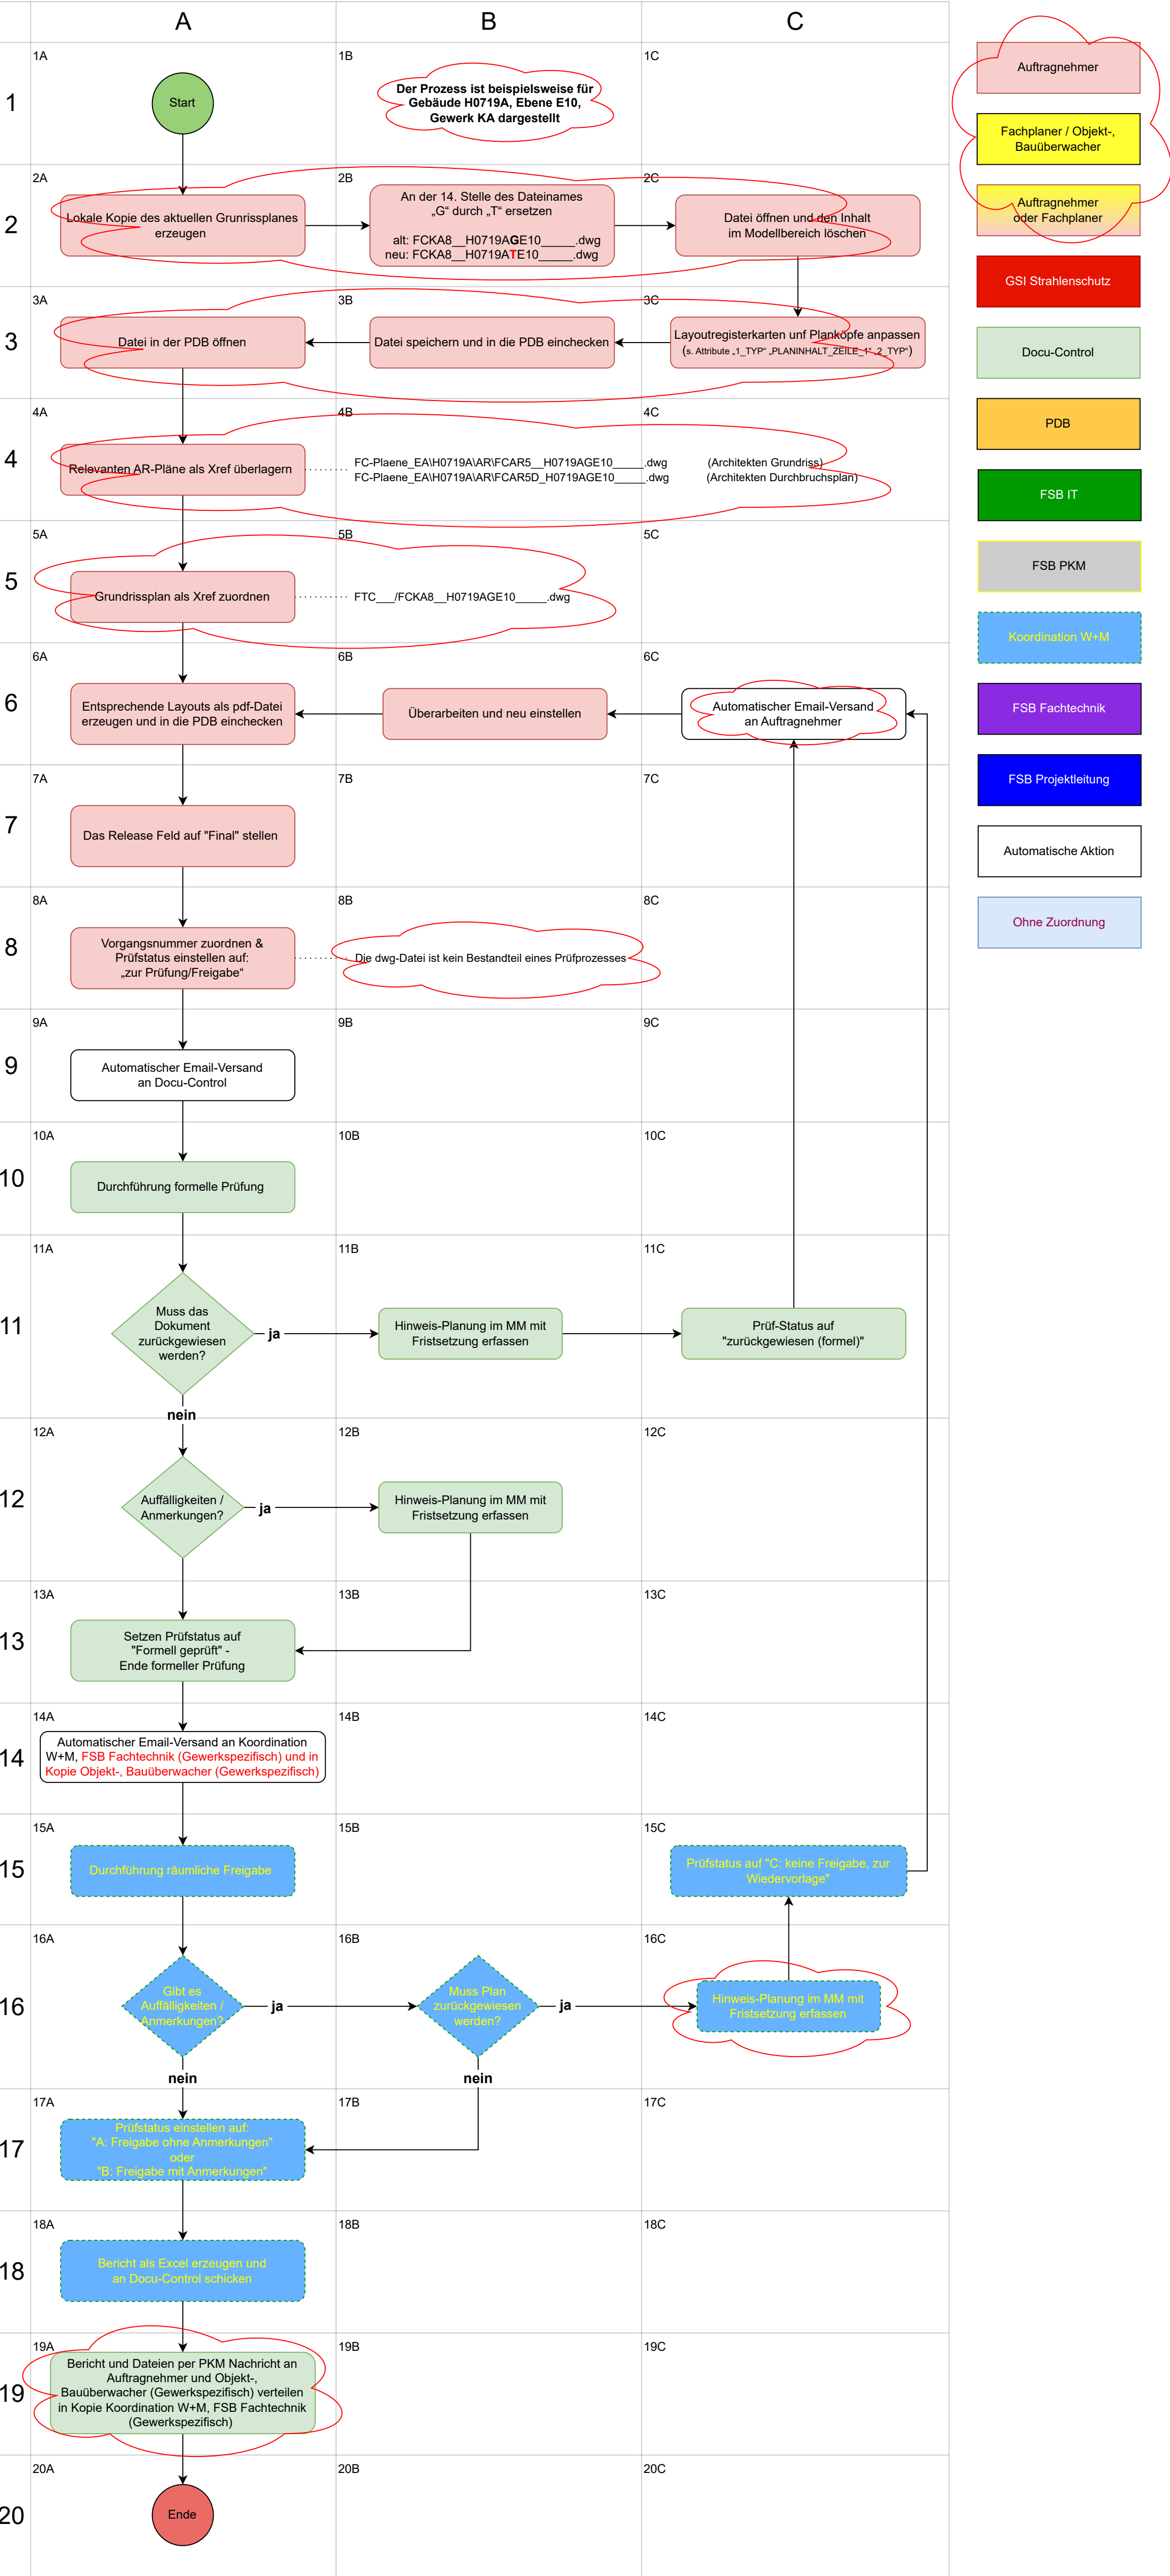 A
B
C
1
1A
Start
1B
Der Prozess ist beispielsweise für
Gebäude H0719A, Ebene E10,
Gewerk KA dargestellt
1C
2
2A
Lokale Kopie des aktuellen Grunrissplanes
erzeugen
2B
An der 14. Stelle des Dateinames
„G“ durch „T“ ersetzen
alt: FCKA8__H0719AGE10_____.dwg
neu: FCKA8__H0719ATE10_____.dwg
2C
Datei öffnen und den Inhalt
im Modellbereich löschen
3
3A
Datei in der PDB öffnen
3B
Datei speichern und in die PDB einchecken
3C
Layoutregisterkarten unf Planköpfe anpassen
(s. Attribute „1_TYP“ „PLANINHALT_ZEILE_1“ „2_TYP“)
4
4A
Relevanten AR-Pläne als Xref überlagern
4B
4C
FC-Plaene_EA\H0719A\AR\FCAR5__H0719AGE10_____.dwg (Architekten Grundriss)
FC-Plaene_EA\H0719A\AR\FCAR5D_H0719AGE10_____.dwg (Architekten Durchbruchsplan)
5
5A
Grundrissplan als Xref zuordnen
5B
FTC___/FCKA8__H0719AGE10_____.dwg
5C
6
6A
Entsprechende Layouts als pdf-Datei
erzeugen und in die PDB einchecken
6B
Überarbeiten und neu einstellen
6C
Automatischer Email-Versand
an Auftragnehmer
7
7A
Das Release Feld auf "Final" stellen
7B
7C
8
8A
Vorgangsnummer zuordnen &
Prüfstatus einstellen auf:
„zur Prüfung/Freigabe“
8B
Die dwg-Datei ist kein Bestandteil eines Prüfprozesses
8C
9
9A
Automatischer Email-Versand
an Docu-Control
9B
9C
10
10A
Durchführung formelle Prüfung
10B
10C
11
11A
Muss das
Dokument
zurückgewiesen
werden?
ja
nein
11B
Hinweis-Planung im MM mit
Fristsetzung erfassen
11C
Prüf-Status auf
"zurückgewiesen (formel)"
12
12A
Auffälligkeiten /
Anmerkungen?
ja
12B
Hinweis-Planung im MM mit
Fristsetzung erfassen
12C
13
13A
Setzen Prüfstatus auf
"Formell geprüft" -
Ende formeller Prüfung
13B
13C
14
14A
Automatischer Email-Versand an Koordination
W+M, FSB Fachtechnik (Gewerkspezifisch) und in
Kopie Objekt-, Bauüberwacher (Gewerkspezifisch)
14B
14C
15
15A
Durchführung räumliche Freigabe
15B
15C
Prüfstatus auf "C: keine Freigabe, zur
Wiedervorlage"
16
16A
Gibt es
Auffälligkeiten /
Anmerkungen?
ja
nein
16B
Muss Plan
zurückgewiesen
werden?
ja
nein
16C
Hinweis-Planung im MM mit
Fristsetzung erfassen
17
17A
Prüfstatus einstellen auf:
"A: Freigabe ohne Anmerkungen"
oder
"B: Freigabe mit Anmerkungen"
17B
17C
18
18A
Bericht als Excel erzeugen und
an Docu-Control schicken
18B
18C
19
19A
Bericht und Dateien per PKM Nachricht an
Auftragnehmer und Objekt-,
Bauüberwacher (Gewerkspezifisch) verteilen
in Kopie Koordination W+M, FSB Fachtechnik
(Gewerkspezifisch)
19B
19C
20
20A
Ende
20B
20C
Auftragnehmer
Fachplaner / Objekt-,
Bauüberwacher
Auftragnehmer
oder Fachplaner
GSI Strahlenschutz
Docu-Control
PDB
FSB IT
FSB PKM
Koordination W+M
FSB Fachtechnik
FSB Projektleitung
Automatische Aktion
Ohne Zuordnung